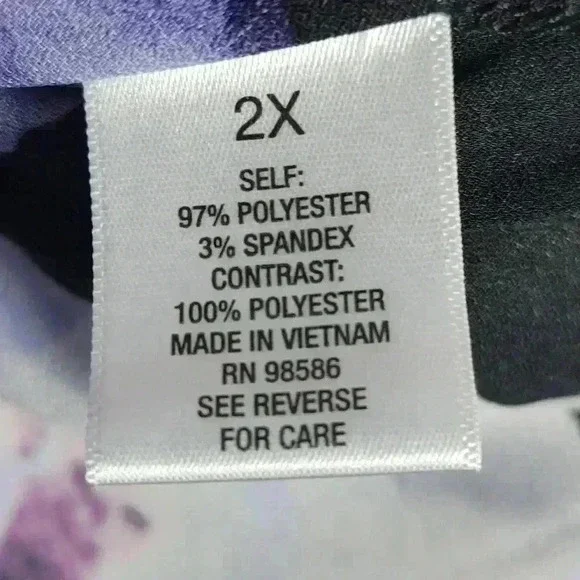 2X
SELF:
97% POLYESTER
3% SPANDEX
CONTRAST:
100% POLYESTER
MADE IN VIETNAM
RN 98586
SEE REVERSE
FOR CARE